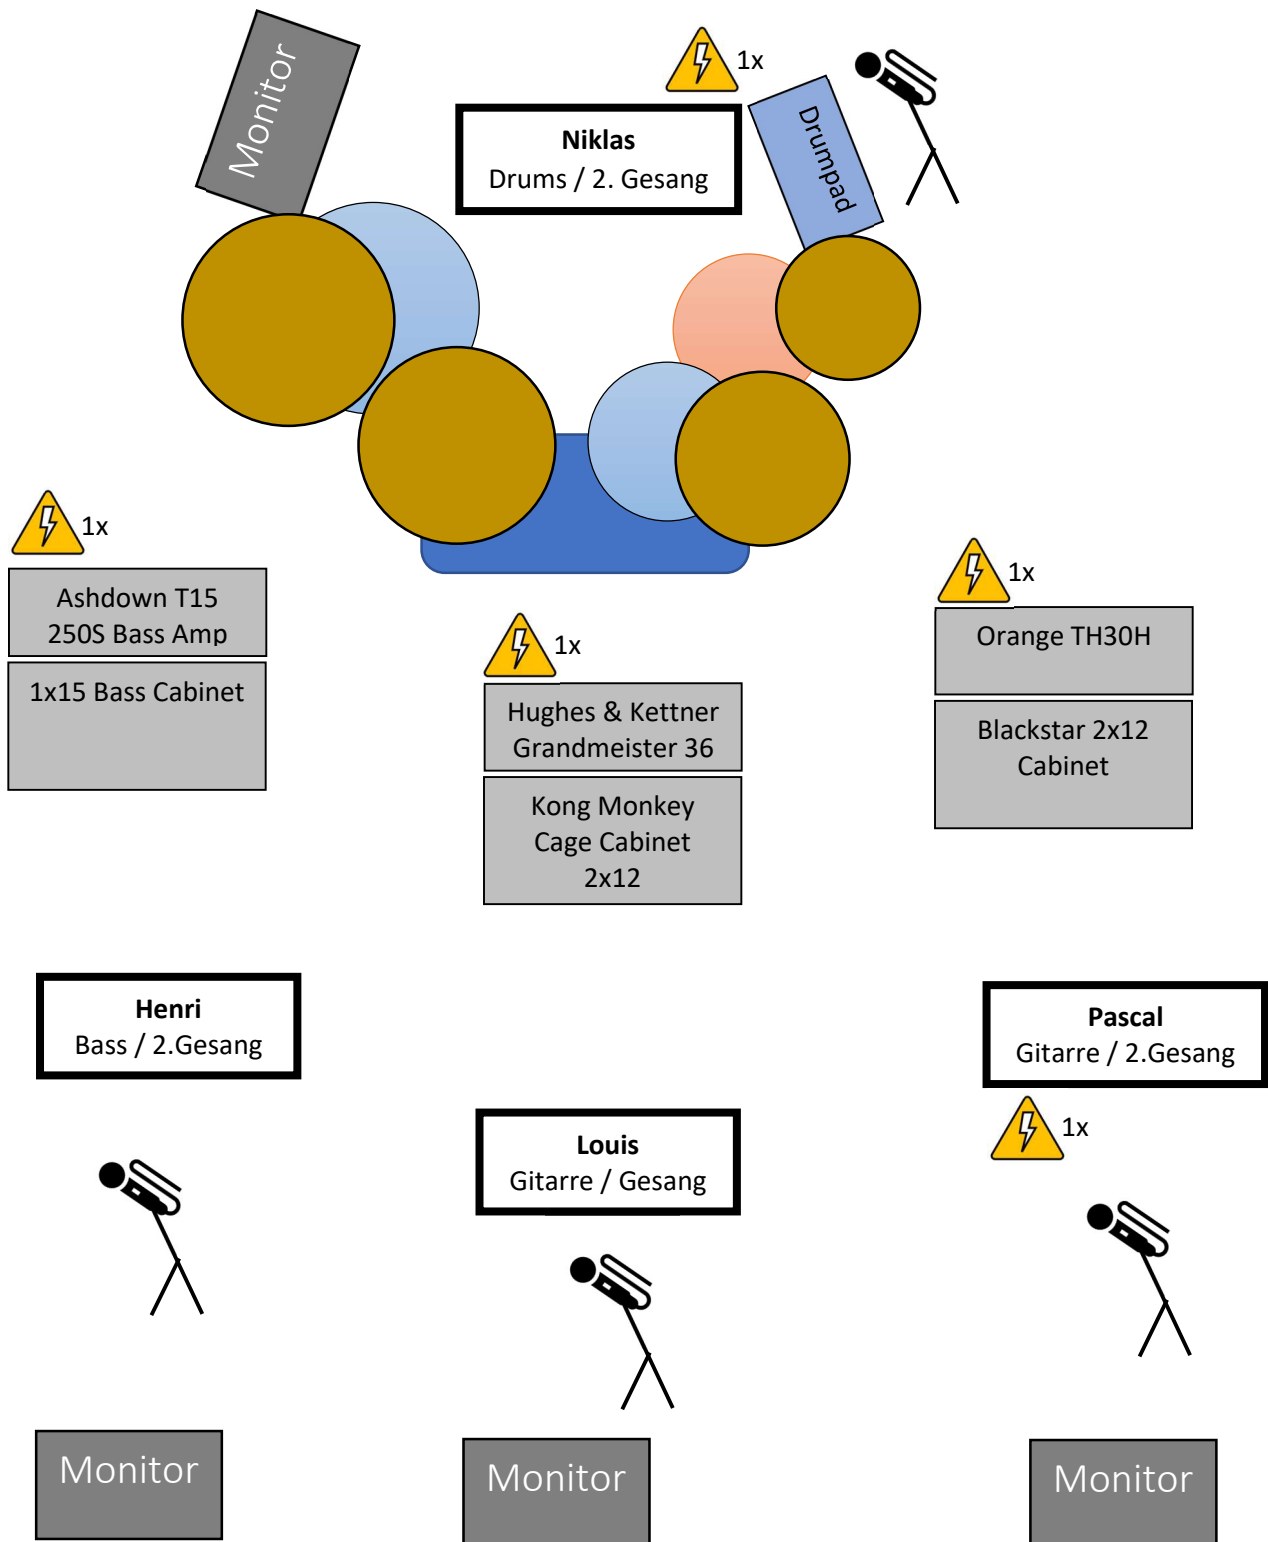 Monitor
1x
Niklas
Drums / 2. Gesang
Drumpad
1x
Ashdown T15
250S Bass Amp
1x15 Bass Cabinet
1x
Hughes & Kettner
Grandmeister 36
Kong Monkey
Cage Cabinet
2x12
1x
Orange TH30H
Blackstar 2x12
Cabinet
Henri
Bass / 2.Gesang
Louis
Gitarre / Gesang
Pascal
Gitarre / 2.Gesang
1x
Monitor
Monitor
Monitor